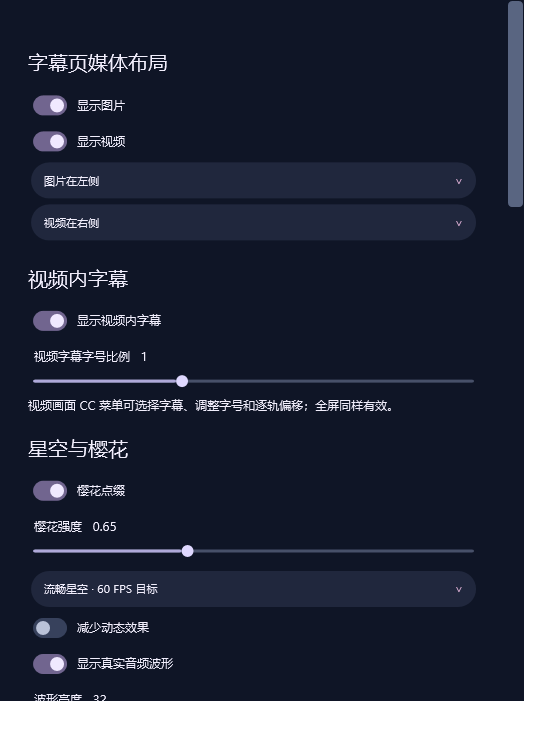 字幕页媒体布局
显示图片
显示视频
图片在左侧
视频在右侧
视频内字幕
显示视频内字幕
视频字幕字号比例 1
视频画面 CC 菜单可选择字幕、调整字号和逐轨偏移；全屏同样有效。
星空与樱花
樱花点缀
樱花强度 0.65
流畅星空 · 60 FPS 目标
减少动态效果
显示真实音频波形
波形亮度 32